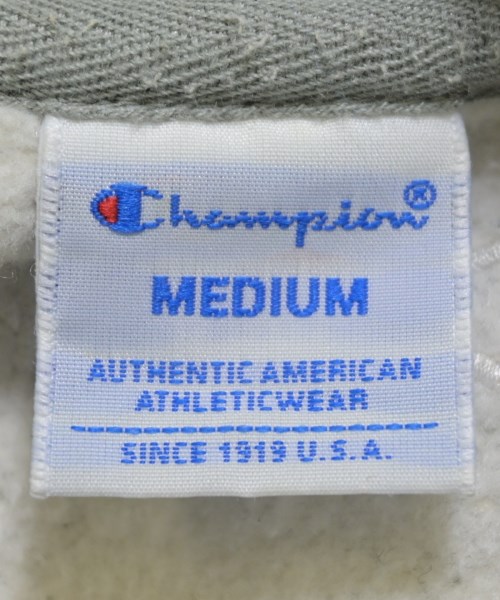 Champion®
MEDIUM
AUTHENTIC AMERICAN
ATHLETICWEAR
SINCE 1919 U.S.A.